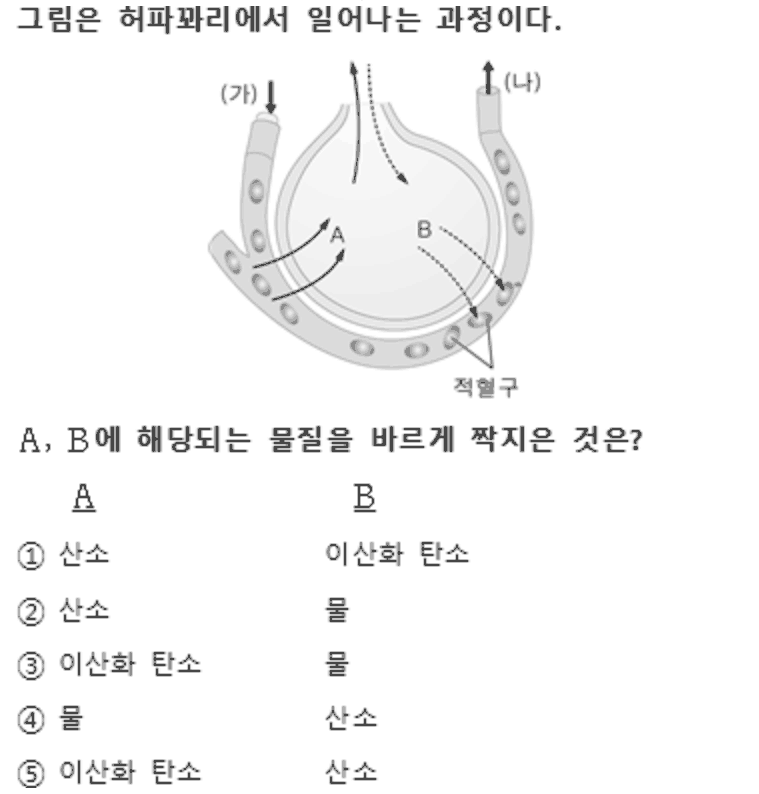 그림은 허파꽈리에서 일어나는 과정이다.
(가)
(나)
A
B
적혈구
A, B에 해당되는 물질을 바르게 짝지은 것은?
A B
① 산소 이산화 탄소
② 산소 물
③ 이산화 탄소 물
④ 물 산소
⑤ 이산화 탄소 산소